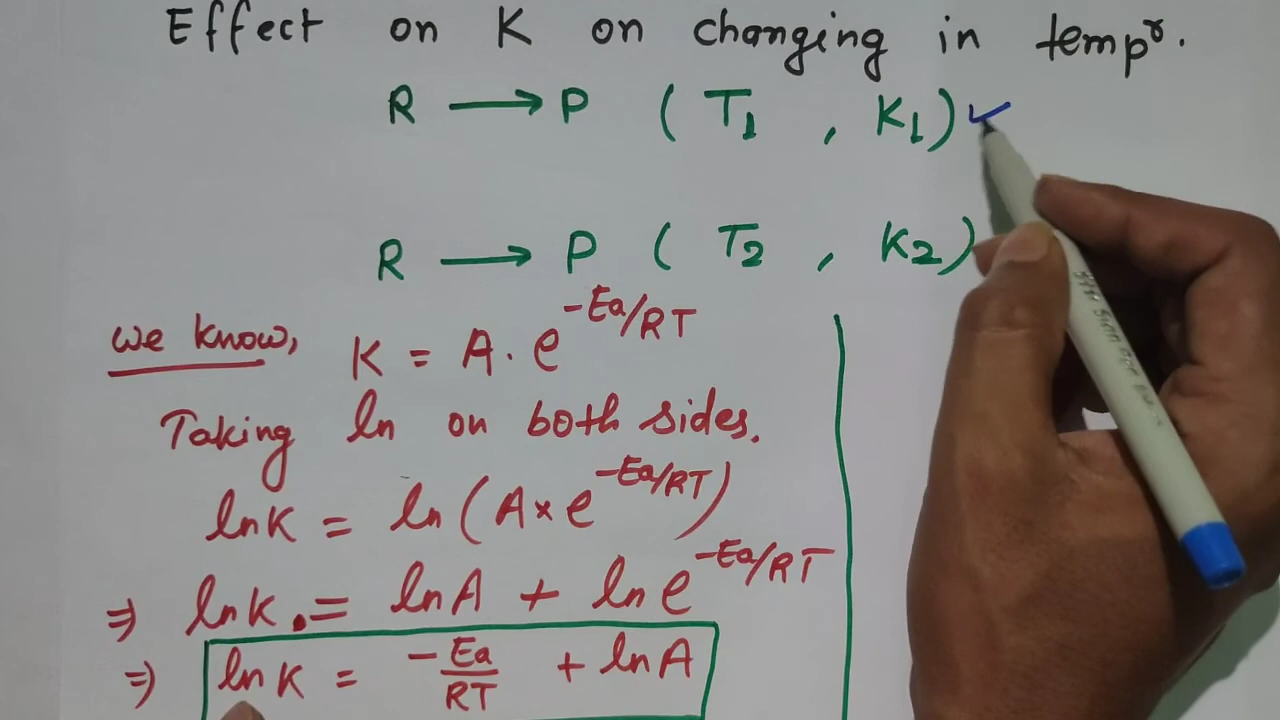 Effect on K on changing in tempr.
R ⟶ P ( T1 , K1) ✓
R ⟶ P ( T2 , K2)
we know, K = A. e^-Ea/RT
Taking ln on both sides.
lnK = ln (A×e^-Ea/RT)
⇒ lnK. = lnA + lne^-Ea/RT
⇒ lnK = -Ea/RT + lnA